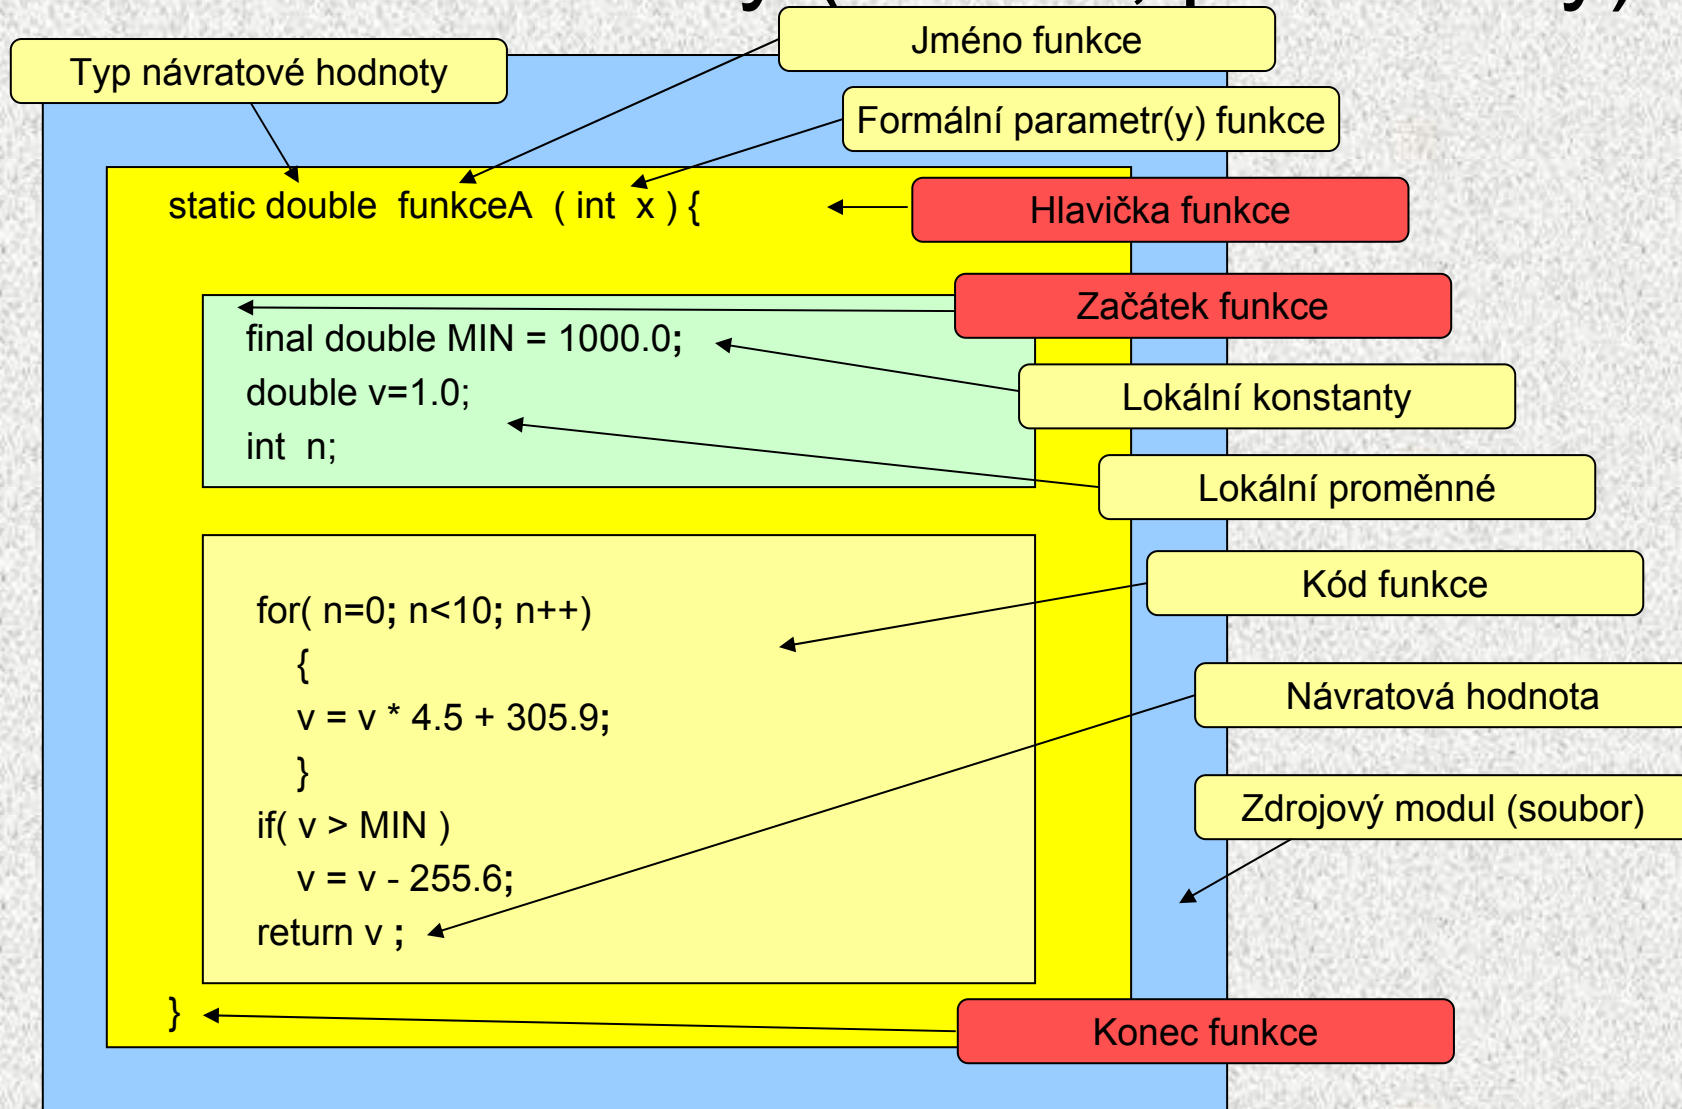 Jméno funkce
Typ návratové hodnoty
Formální parametr(y) funkce
static double funkceA ( int x ) {
Hlavička funkce
Začátek funkce
final double MIN = 1000.0;
double v=1.0;
Lokální konstanty
int n;
Lokální proměnné
Kód funkce
for( n=0; n<10; n++)
{
v = v * 4.5 + 305.9;
Návratová hodnota
}
Zdrojový modul (soubor)
if( v > MIN )
v = v - 255.6;
return v ;
}
Konec funkce